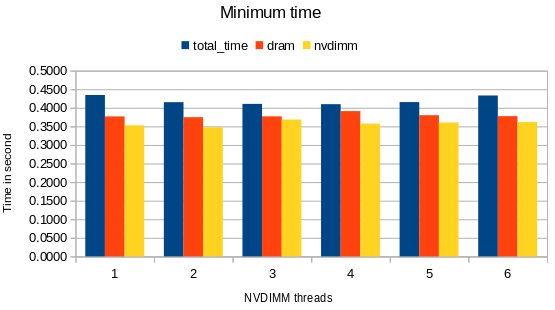 Minimum time
total_time dram nvdimm
0.5000
0.4500
0.4000
0.3500
0.3000
0.2500
0.2000
0.1500
0.1000
0.0500
0.0000
Time in second
1 2 3 4 5 6
NVDIMM threads